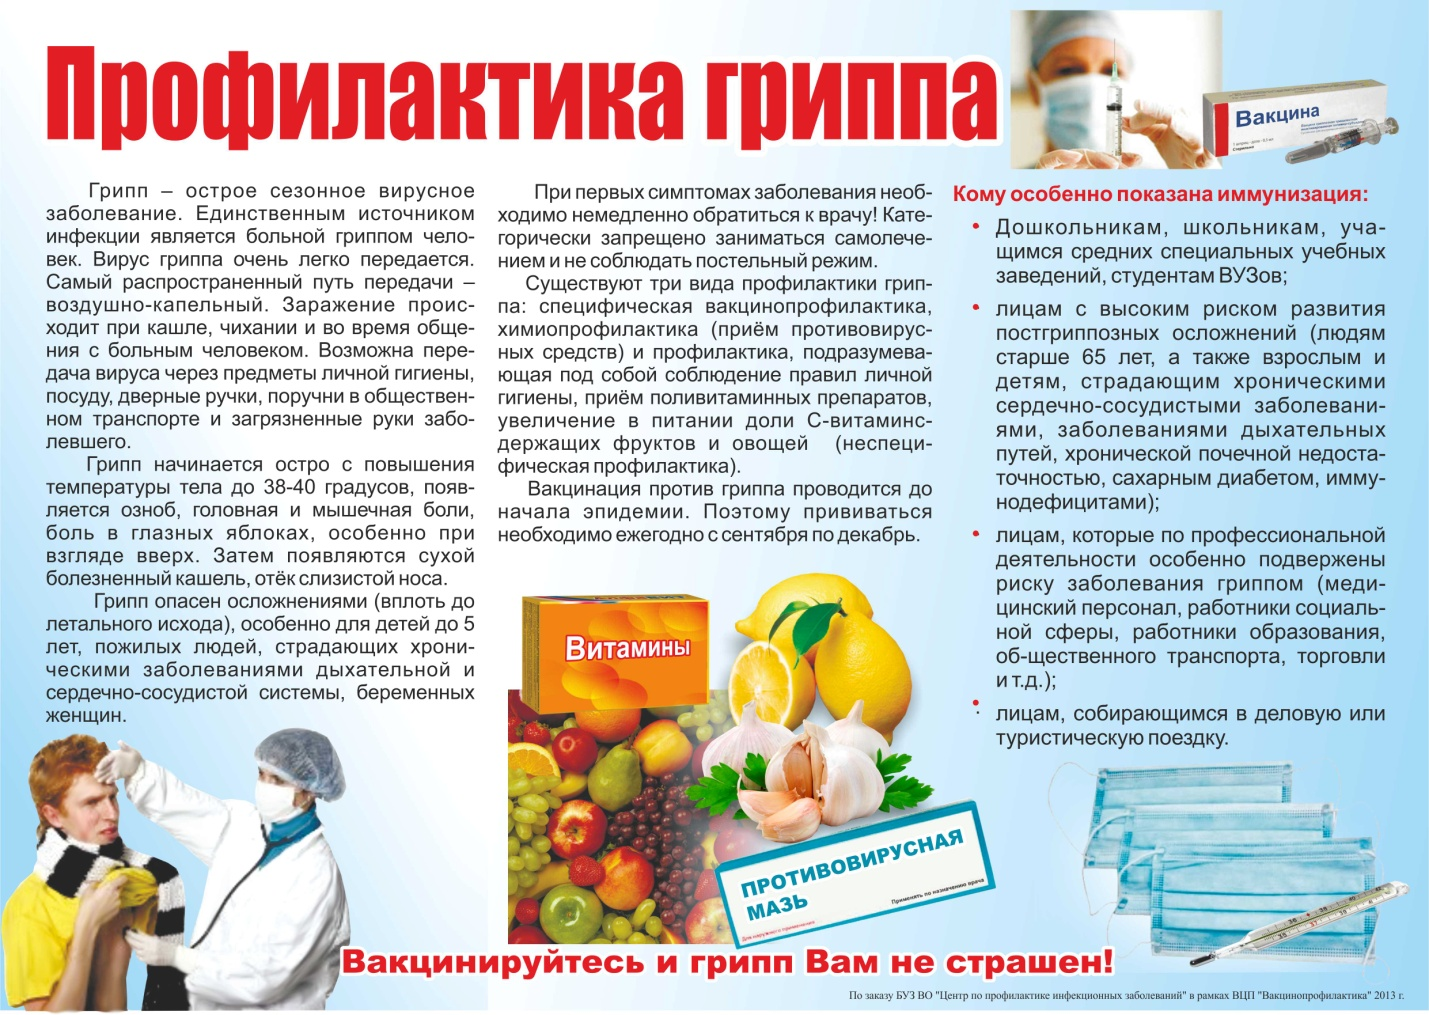 Профилактика гриппа
Вакцина
Стерильно
Грипп – острое сезонное вирусное
заболевание. Единственным источником
инфекции является больной гриппом чело-
век. Вирус гриппа очень легко передается.
Самый распространенный путь передачи –
воздушно-капельный. Заражение проис-
ходит при кашле, чихании и во время обще-
ния с больным человеком. Возможна пере-
дача вируса через предметы личной гигиены,
посуду, дверные ручки, поручни в обществен-
ном транспорте и загрязненные руки забо-
левшего.
Грипп начинается остро с повышения
температуры тела до 38-40 градусов, появ-
ляется озноб, головная и мышечная боли,
боль в глазных яблоках, особенно при
взгляде вверх. Затем появляются сухой
болезненный кашель, отёк слизистой носа.
Грипп опасен осложнениями (вплоть до
летального исхода), особенно для детей до 5
лет, пожилых людей, страдающих хрони-
ческими заболеваниями дыхательной и
сердечно-сосудистой системы, беременных
женщин.
При первых симптомах заболевания необ-
ходимо немедленно обратиться к врачу! Кате-
горически запрещено заниматься самолече-
нием и не соблюдать постельный режим.
Существуют три вида профилактики грип-
па: специфическая вакцинопрофилактика,
химиопрофилактика (приём противовирус-
ных средств) и профилактика, подразумева-
ющая под собой соблюдение правил личной
гигиены, приём поливитаминных препаратов,
увеличение в питании доли С-витаминс-
держащих фруктов и овощей (неспеци-
фическая профилактика).
Вакцинация против гриппа проводится до
начала эпидемии. Поэтому прививаться
необходимо ежегодно с сентября по декабрь.
Витамины
ПРОТИВОВИРУСНАЯ
МАЗЬ
Применять по назначению врача
Кому особенно показана иммунизация:
• Дошкольникам, школьникам, уча-
щимся средних специальных учебных
заведений, студентам ВУЗов;
• лицам с высоким риском развития
постгриппозных осложнений (людям
старше 65 лет, а также взрослым и
детям, страдающим хроническими
сердечно-сосудистыми заболевани-
ями, заболеваниями дыхательных
путей, хронической почечной недоста-
точностью, сахарным диабетом, имму-
нодефицитами);
• лицам, которые по профессиональной
деятельности особенно подвержены
риску заболевания гриппом (меди-
цинский персонал, работники социаль-
ной сферы, работники образования,
об-щественного транспорта, торговли
и т.д.);
• лицам, собирающимся в деловую или
туристическую поездку.
Вакцинируйтесь и грипп Вам не страшен!
По заказу БУЗ ВО "Центр по профилактике инфекционных заболеваний" в рамках ВЦП "Вакцинопрофилактика" 2013 г.